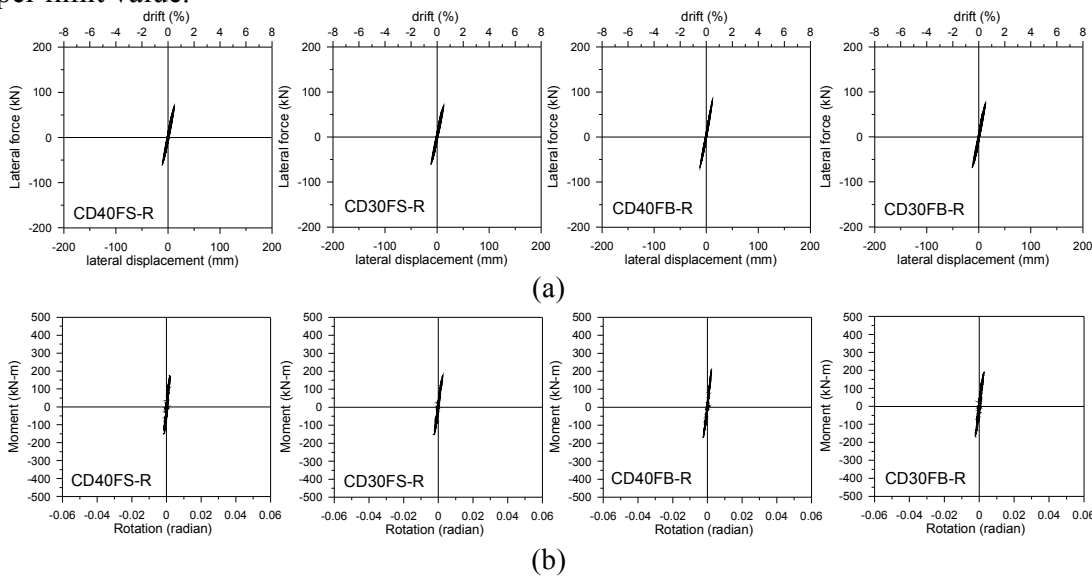 per limit value.
drift (%) drift (%) drift (%) drift (%)
-8 -6 -4 -2 0 2 4 6 8 -8 -6 -4 -2 0 2 4 6 8 -8 -6 -4 -2 0 2 4 6 8 -8 -6 -4 -2 0 2 4 6 8
200 200 200 200
100 100 100 100
0 0 0 0
-100 -100 -100 -100
-200 -200 -200 -200
Lateral force (kN) Lateral force (kN) Lateral force (kN) Lateral force (kN)
CD40FS-R CD30FS-R CD40FB-R CD30FB-R
-200 -100 0 100 200 -200 -100 0 100 200 -200 -100 0 100 200 -200 -100 0 100 200
lateral displacement (mm) lateral displacement (mm) lateral displacement (mm) lateral displacement (mm)
(a)
500 500 500 500
400 400 400 400
300 300 300 300
200 200 200 200
100 100 100 100
0 0 0 0
-100 -100 -100 -100
-200 -200 -200 -200
-300 -300 -300 -300
-400 -400 -400 -400
-500 -500 -500 -500
Moment (kN-m) Moment (kN-m) Moment (kN-m) Moment (kN-m)
CD40FS-R CD30FS-R CD40FB-R CD30FB-R
-0.06 -0.04 -0.02 0 0.02 0.04 0.06 -0.06 -0.04 -0.02 0 0.02 0.04 0.06 -0.06 -0.04 -0.02 0 0.02 0.04 0.06 -0.06 -0.04 -0.02 0 0.02 0.04 0.06
Rotation (radian) Rotation (radian) Rotation (radian) Rotation (radian)
(b)